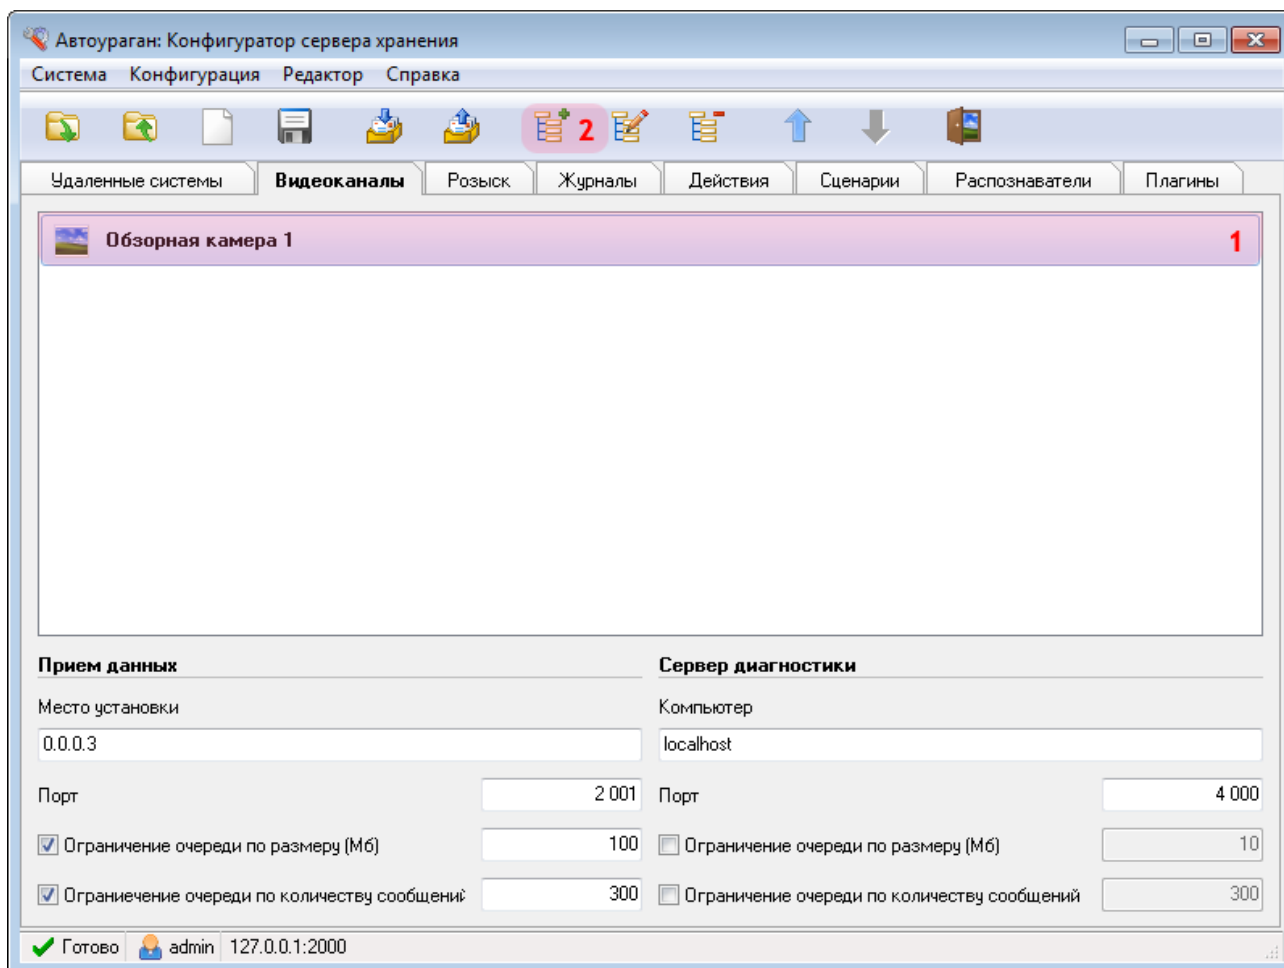 Автоураган: Конфигуратор сервера хранения
Система Конфигурация Редактор Справка
2
Удаленные системы Видеоканалы Розыск Журналы Действия Сценарии Распознаватели Плагины
Обзорная камера 1 1
Прием данных Сервер диагностики
Место установки Компьютер
0.0.0.3 localhost
Порт 2 001 Порт 4 000
Ограничение очереди по размеру (Мб) 100 Ограничение очереди по размеру (Мб) 10
Ограниечение очереди по количеству сообщений 300 Ограничение очереди по количеству сообщений 300
Готово admin 127.0.0.1:2000